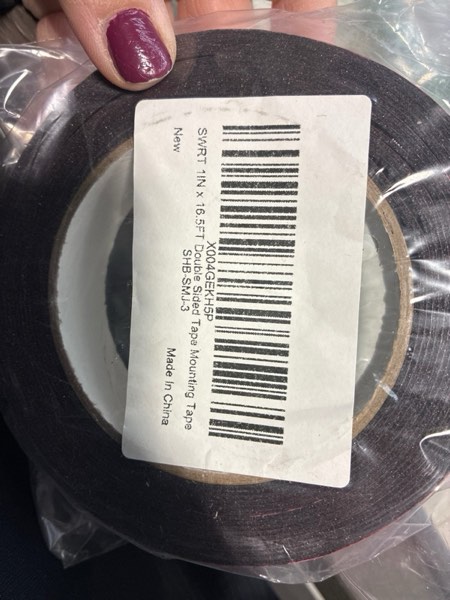 X004GEKH5P
SWRT 1IN x 16.5FT Double Sided Tape Mounting Tape
SHB-SMJ-3
New
Made In China